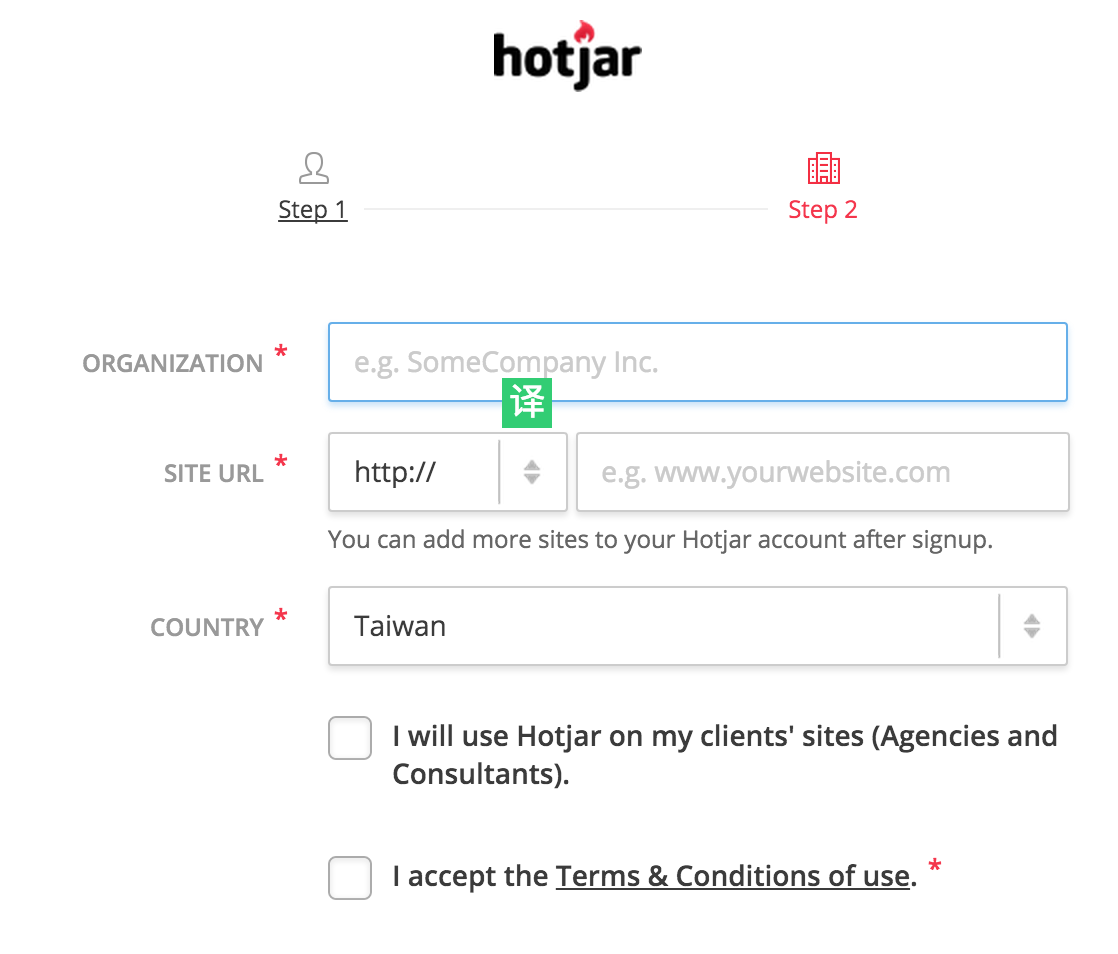 hotjar
Step 1
Step 2
ORGANIZATION *
e.g. SomeCompany Inc.
译
SITE URL *
http://
e.g. www.yourwebsite.com
You can add more sites to your Hotjar account after signup.
COUNTRY *
Taiwan
I will use Hotjar on my clients' sites (Agencies and
Consultants).
I accept the Terms & Conditions of use. *